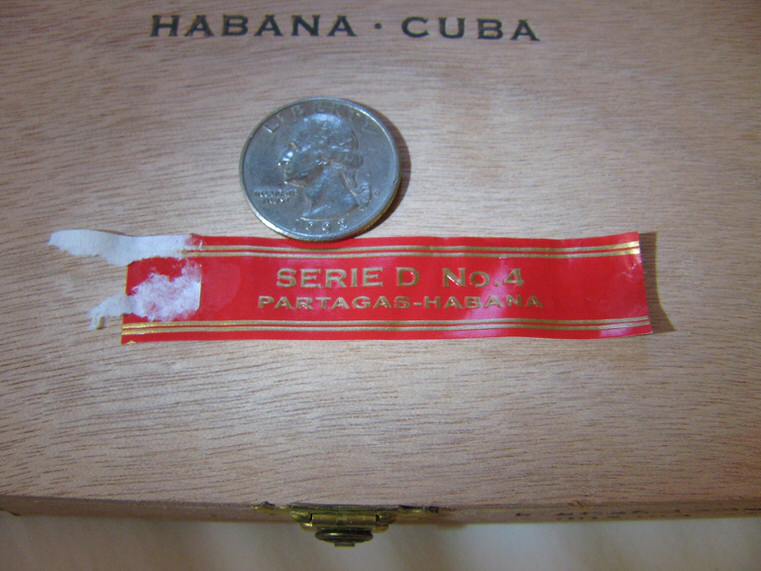 HABANA · CUBA
LIBERTY
SERIE D No.4
PARTAGAS-HABANA